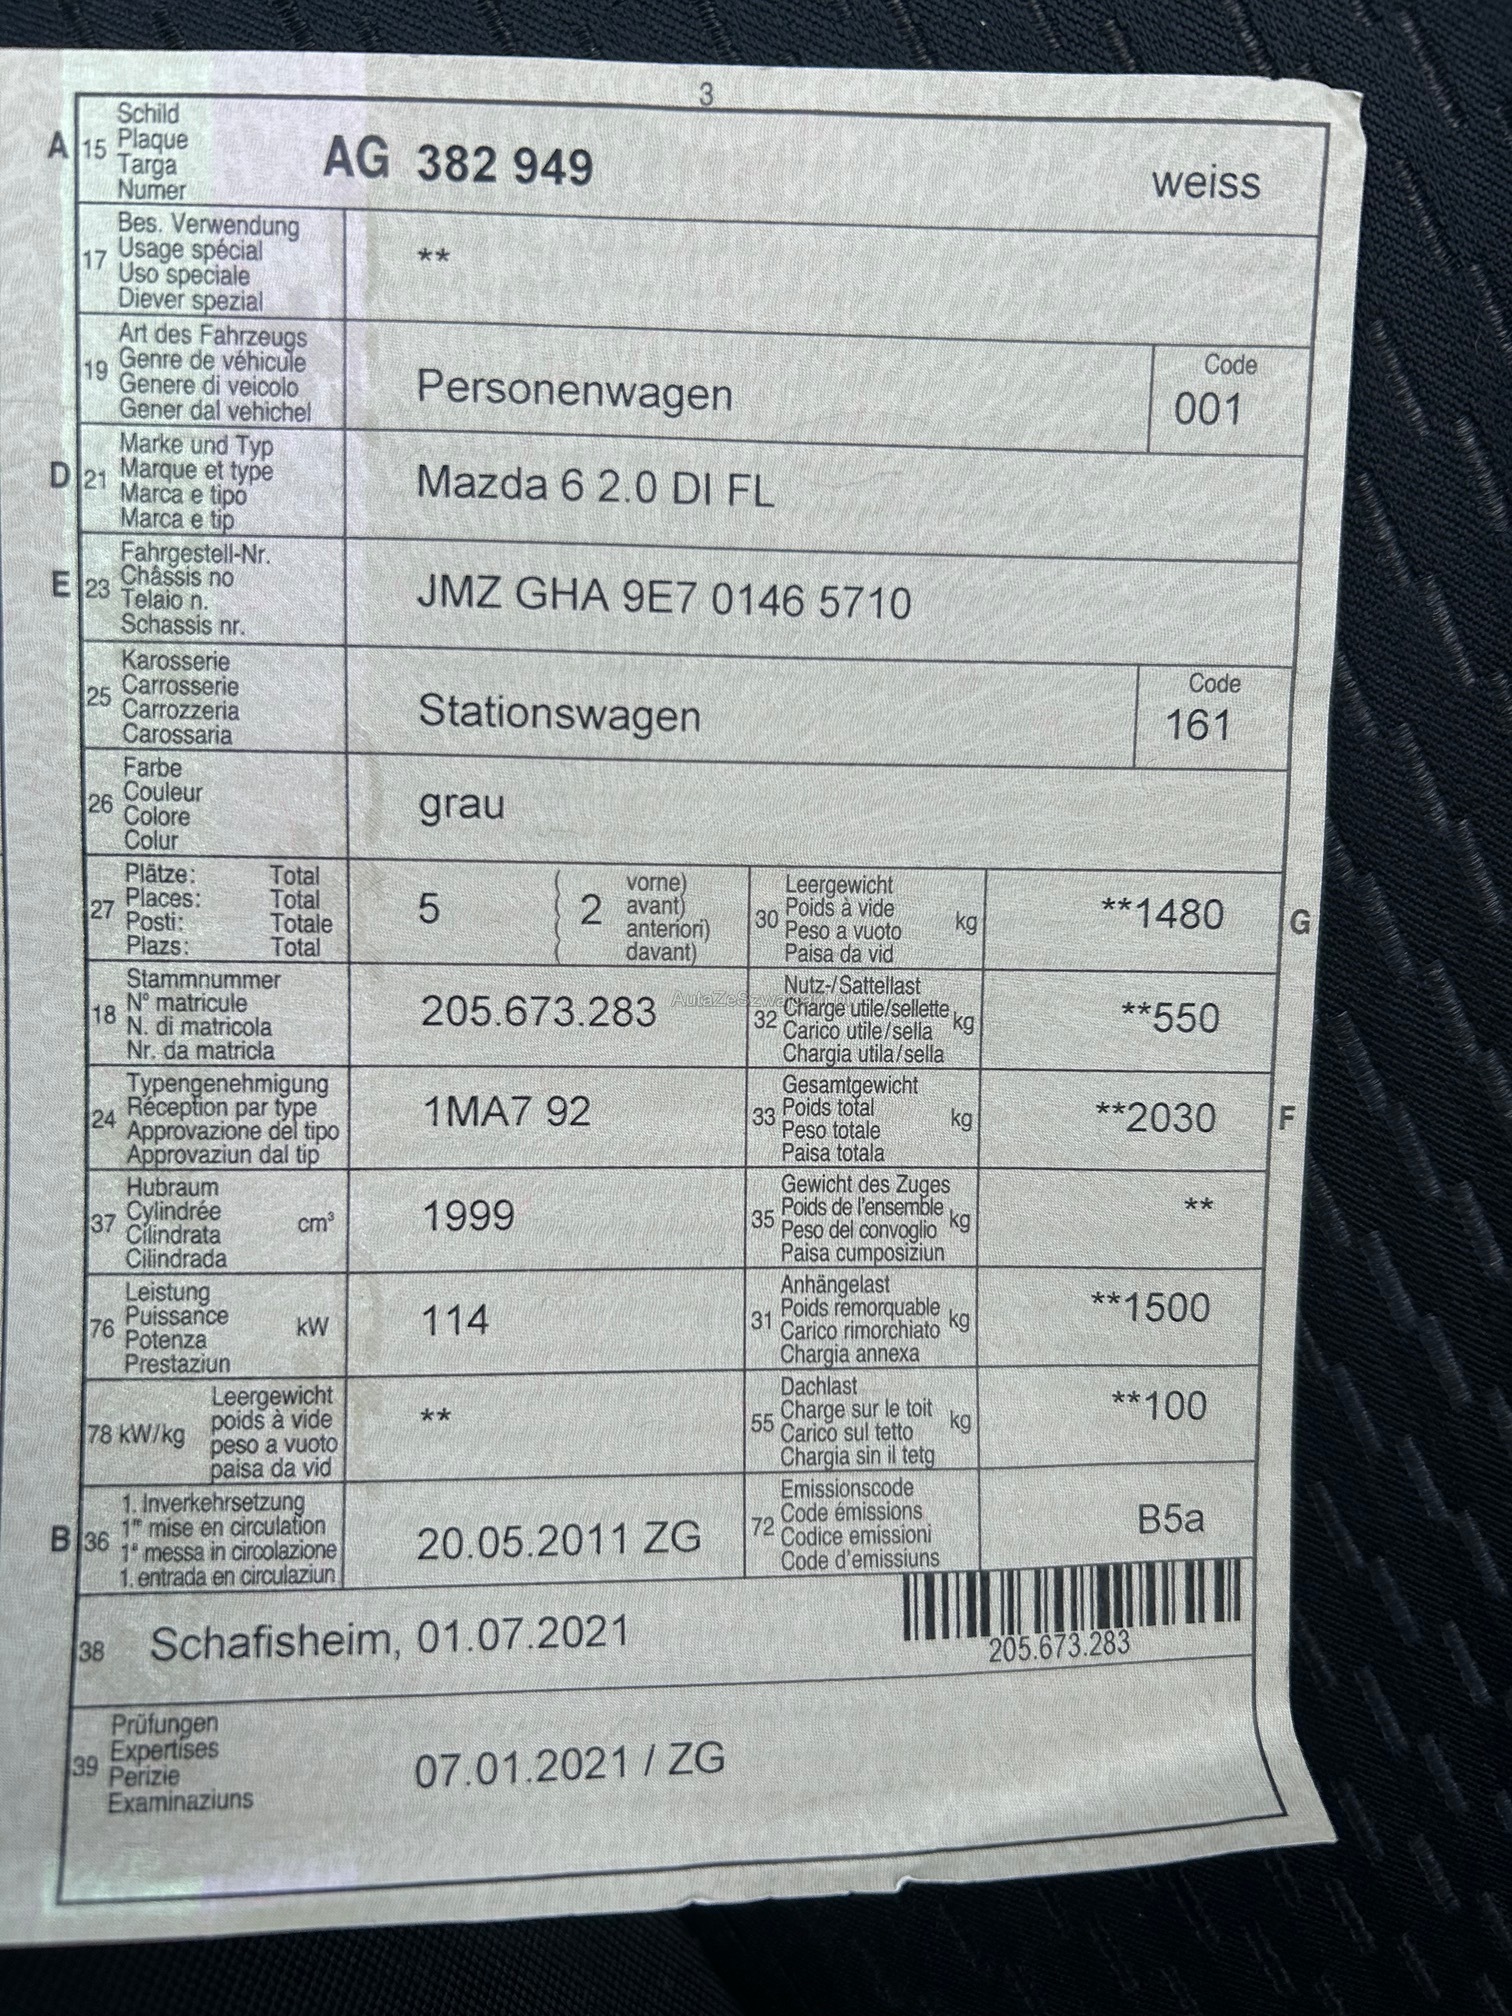 3
A 15 Schild AG 382 949 weiss
Plaque
Targa
Numer
17 Bes. Verwendung **
Usage spécial
Uso speciale
Diever spezial
19 Art des Fahrzeugs Personenwagen Code 001
Genre de véhicule
Genere di veicolo
Gener dal vehichel
D 21 Marke und Typ Mazda 6 2.0 DI FL
Marque et type
Marca e tipo
Marca e tip
E 23 Fahrgestell-Nr. JMZ GHA 9E7 0146 5710
Châssis no
Telaio n.
Schassis nr.
25 Karosserie Stationswagen Code 161
Carrosserie
Carrozzeria
Carossaria
26 Farbe grau
Couleur
Colore
Colur
27 Plätze: Total 5 ( 2 vorne)
Places: Total avant)
Posti: Totale anteriori)
Plazs: Total davant)
30 Leergewicht kg **1480 G
Poids à vide
Peso a vuoto
Paisa da vid
18 Stammnummer 205.673.283
N° matricule
N. di matricola
Nr. da matricla
32 Nutz-/Sattellast kg **550
Charge utile/sellette
Carico utile/sella
Chargia utila/sella
24 Typengenehmigung 1MA7 92
Réception par type
Approvazione del tipo
Approvaziun dal tip
33 Gesamtgewicht kg **2030 F
Poids total
Peso totale
Paisa totala
37 Hubraum cm³ 1999
Cylindrée
Cilindrata
Cilindrada
35 Gewicht des Zuges kg **
Poids de l'ensemble
Peso del convoglio
Paisa cumposiziun
76 Leistung kW 114
Puissance
Potenza
Prestaziun
31 Anhängelast kg **1500
Poids remorquable
Carico rimorchiato
Chargia annexa
78 kW/kg Leergewicht **
poids à vide
peso a vuoto
paisa da vid
55 Dachlast kg **100
Charge sur le toit
Carico sul tetto
Chargia sin il tetg
B 36 1. Inverkehrsetzung 20.05.2011 ZG
1re mise en circulation
1a messa in circolazione
1. entrada en circulaziun
72 Emissionscode B5a
Code émissions
Codice emissioni
Code d'emissiuns
38 Schafisheim, 01.07.2021
205.673.283
39 Prüfungen 07.01.2021 / ZG
Expertises
Perizie
Examinaziuns